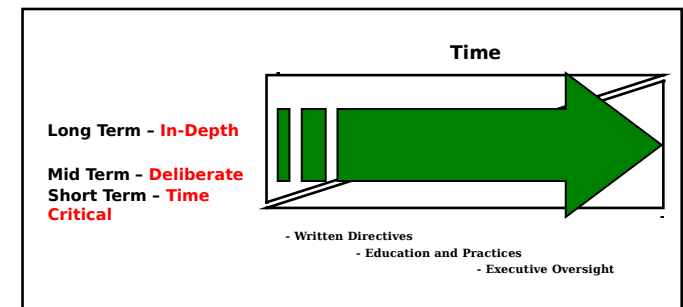 Time
Long Term – In-Depth
Mid Term – Deliberate
Short Term – Time
Critical
- Written Directives
- Education and Practices
- Executive Oversight